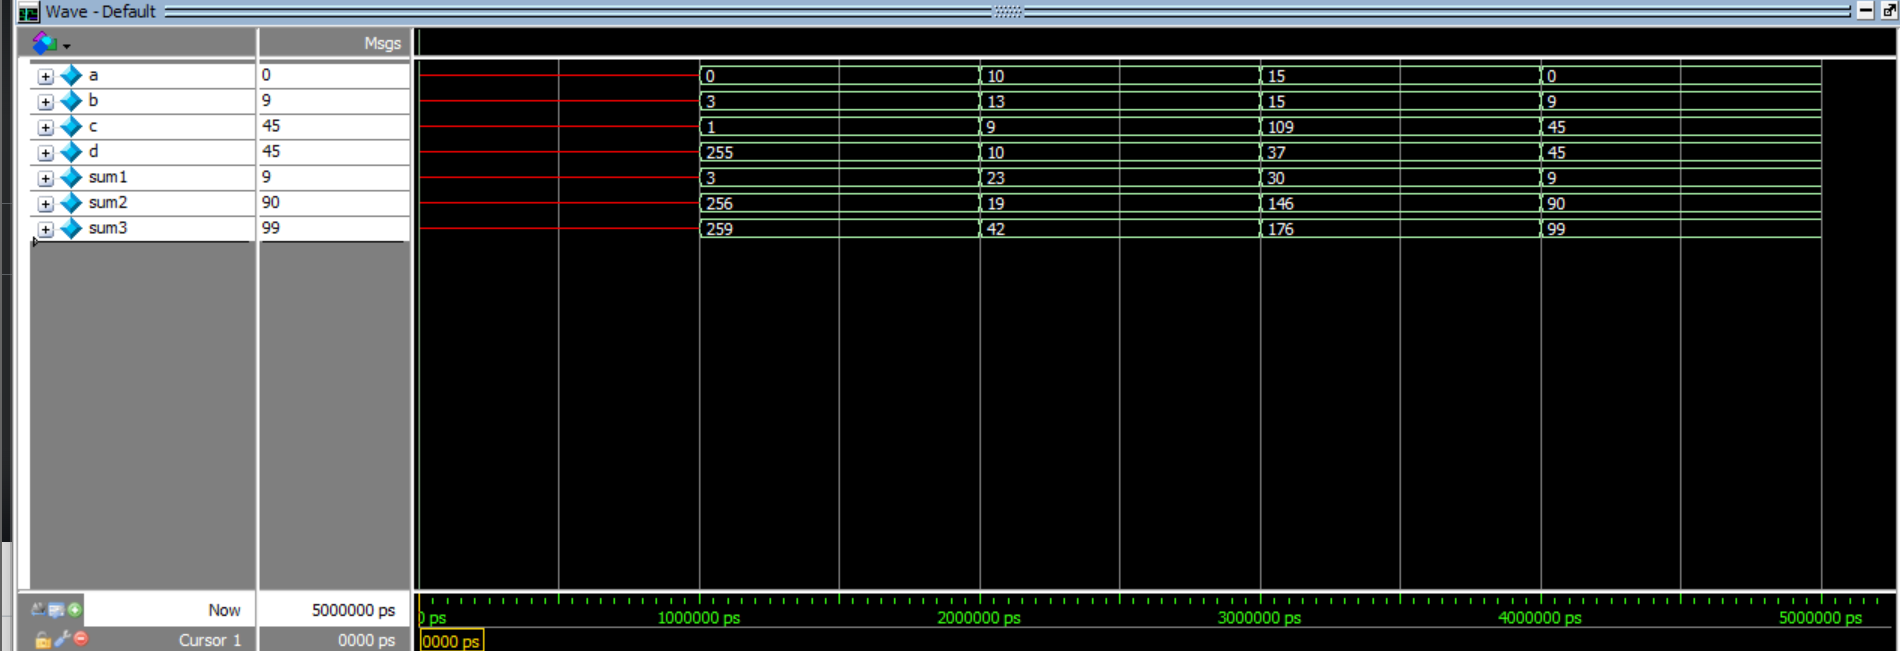 Wave - Default
Msgs
a 0 0 10 15 0
b 9 3 13 15 9
c 45 1 9 109 45
d 45 255 10 37 45
sum1 9 3 23 30 9
sum2 90 256 19 146 90
sum3 99 259 42 176 99
Now 5000000 ps 0 ps 1000000 ps 2000000 ps 3000000 ps 4000000 ps 5000000 ps
Cursor 1 0000 ps 0000 ps